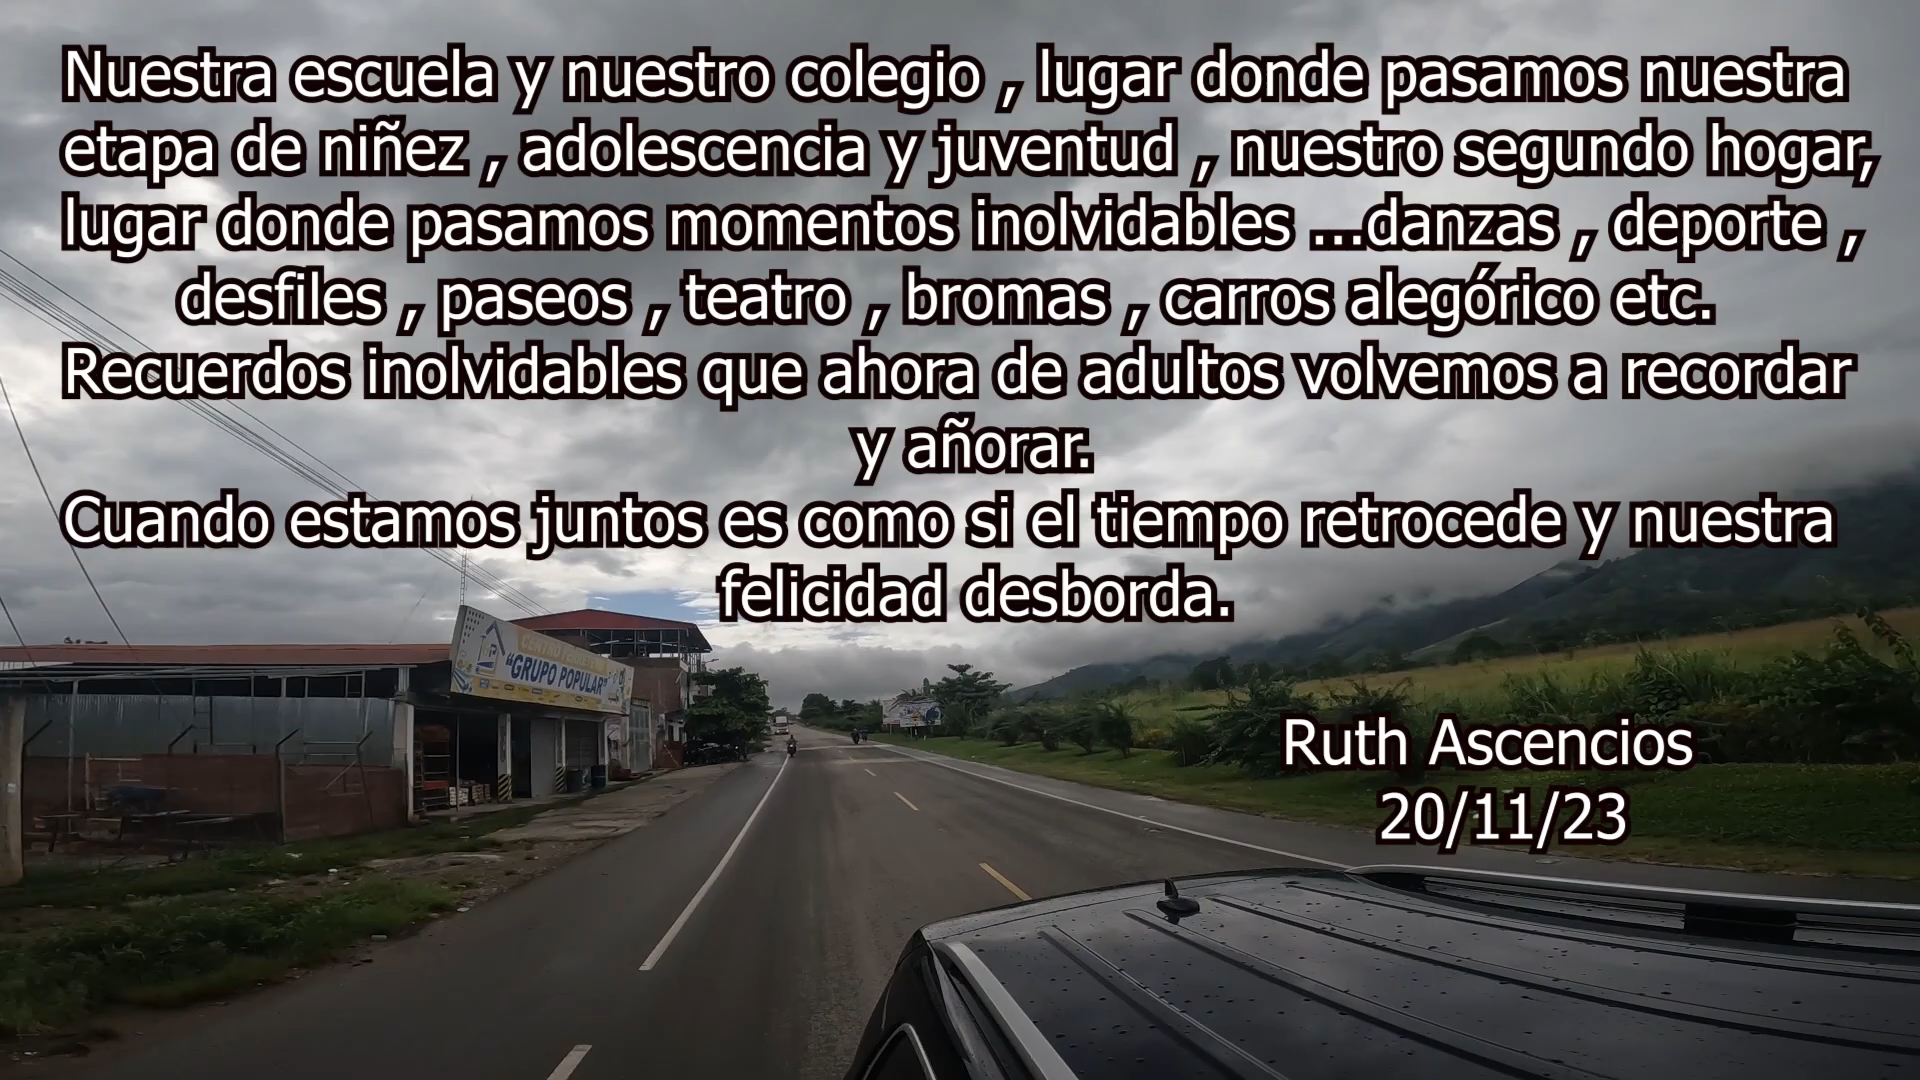 Nuestra escuela y nuestro colegio , lugar donde pasamos nuestra
etapa de niñez , adolescencia y juventud , nuestro segundo hogar,
lugar donde pasamos momentos inolvidables ...danzas , deporte ,
desfiles , paseos , teatro , bromas , carros alegórico etc.
Recuerdos inolvidables que ahora de adultos volvemos a recordar
y añorar.
Cuando estamos juntos es como si el tiempo retrocede y nuestra
felicidad desborda.
"GRUPO POPULAR"
Ruth Ascencios
20/11/23